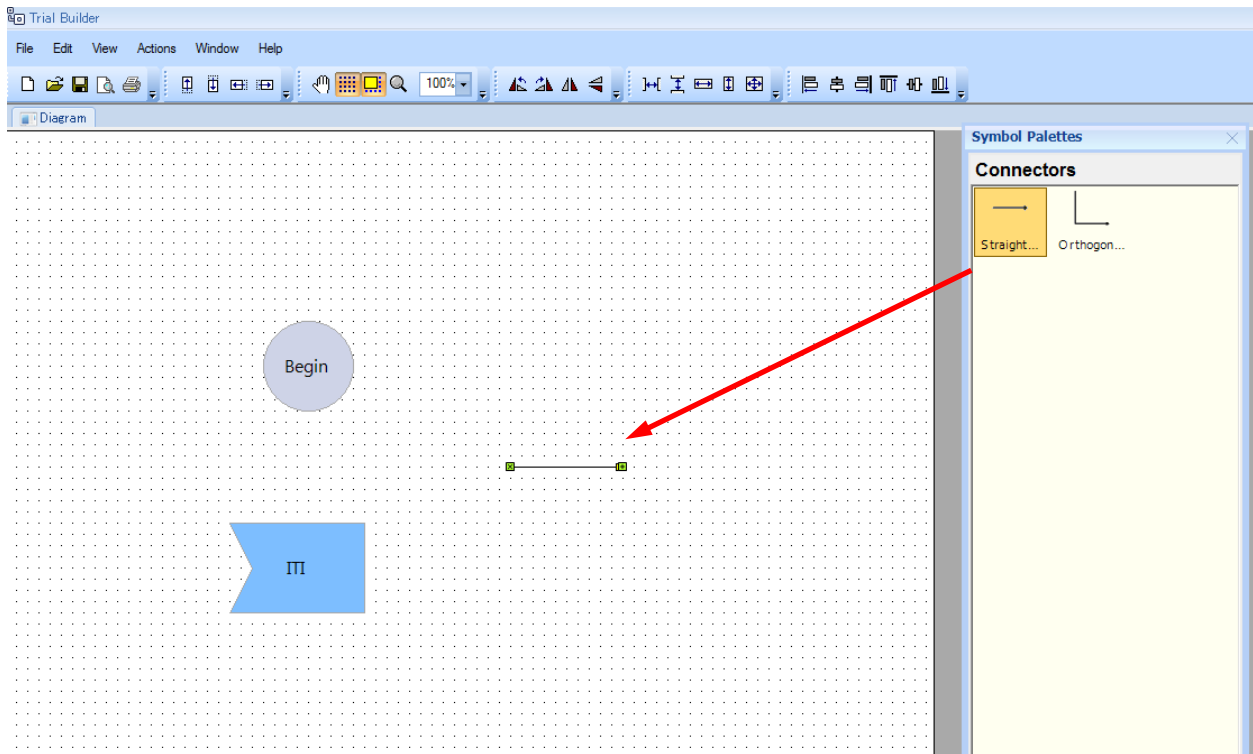 Trial Builder
File Edit View Actions Window Help
100%
Diagram
Symbol Palettes
Connectors
Straight... Orthogon...
Begin
ITI